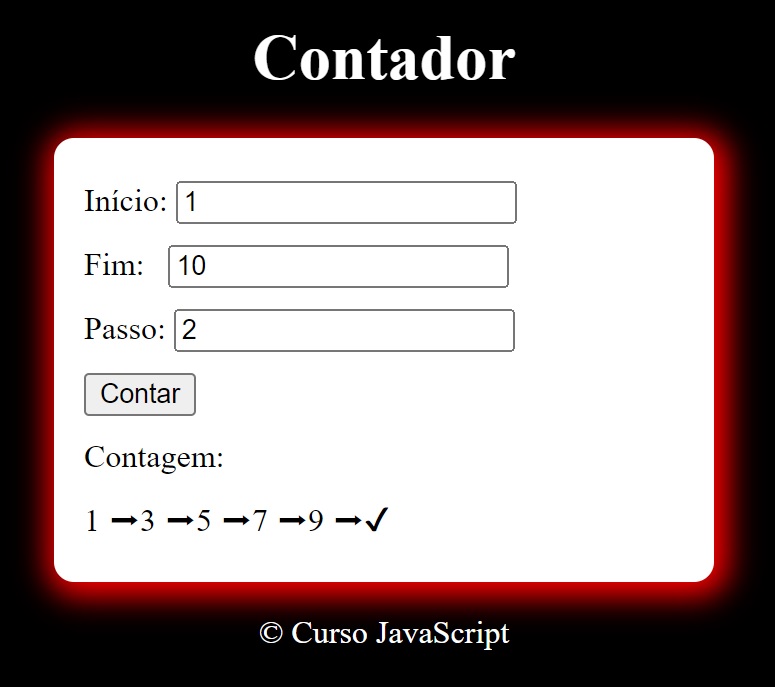 Contador
Início: 1
Fim: 10
Passo: 2
Contar
Contagem:
1 ➞3 ➞5 ➞7 ➞9 ➞✔
© Curso JavaScript